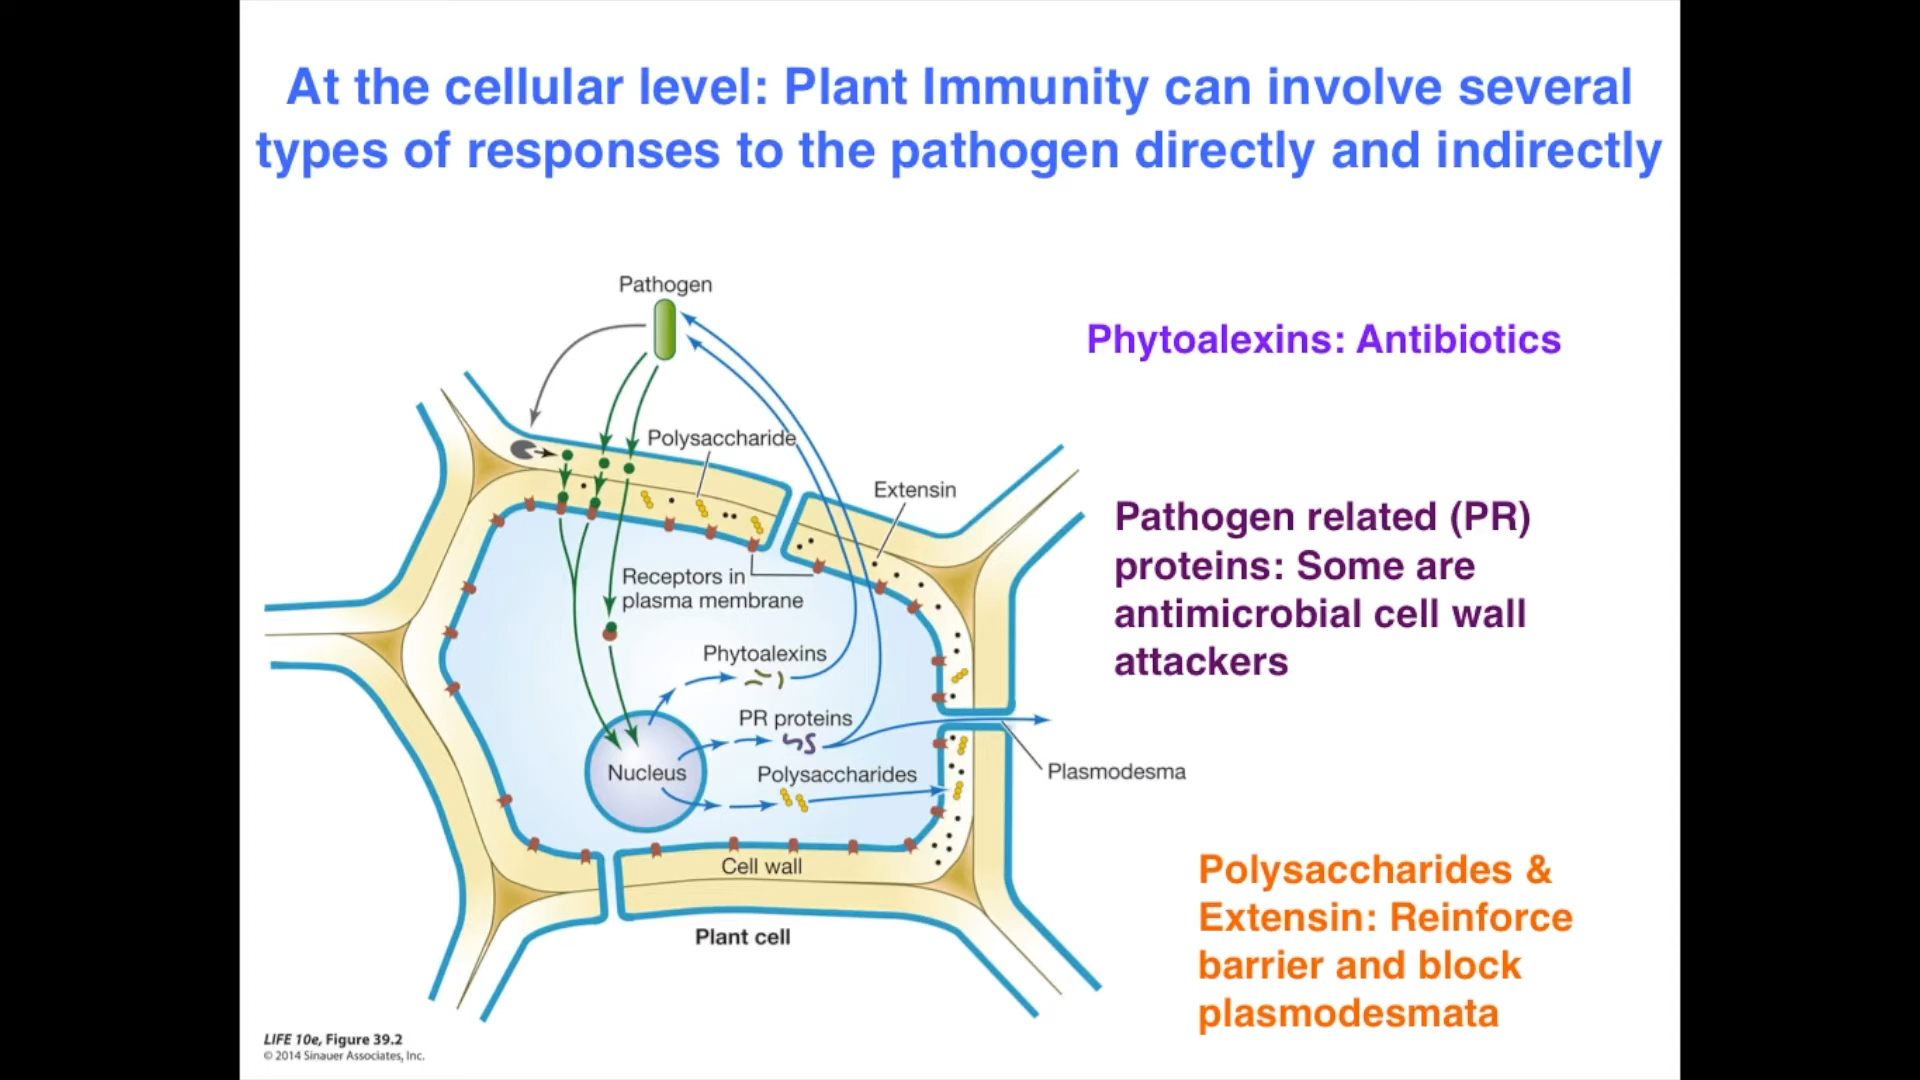 At the cellular level: Plant Immunity can involve several
types of responses to the pathogen directly and indirectly
Pathogen
Phytoalexins: Antibiotics
Polysaccharide
Extensin
Pathogen related (PR)
proteins: Some are
antimicrobial cell wall
attackers
Receptors in
plasma membrane
Phytoalexins
PR proteins
Nucleus
Polysaccharides
Plasmodesma
Cell wall
Polysaccharides &
Extensin: Reinforce
barrier and block
plasmodesmata
Plant cell
LIFE 10e, Figure 39.2
© 2014 Sinauer Associates, Inc.